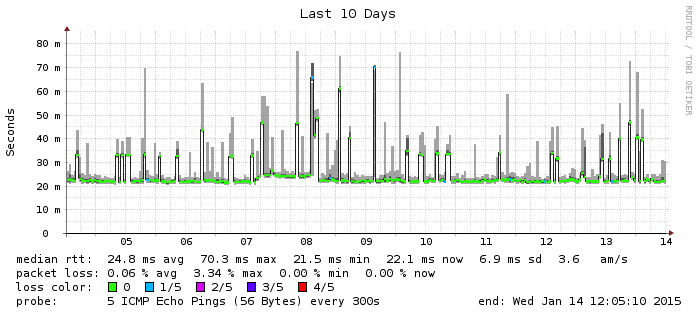 Last 10 Days
RRDTOOL / TOBI OETIKER
Seconds
80 m
70 m
60 m
50 m
40 m
30 m
20 m
10 m
0
05 06 07 08 09 10 11 12 13 14
median rtt: 24.8 ms avg 70.3 ms max 21.5 ms min 22.1 ms now 6.9 ms sd 3.6 am/s
packet loss: 0.06 % avg 3.34 % max 0.00 % min 0.00 % now
loss color: 0 1/5 2/5 3/5 4/5
probe: 5 ICMP Echo Pings (56 Bytes) every 300s end: Wed Jan 14 12:05:10 2015